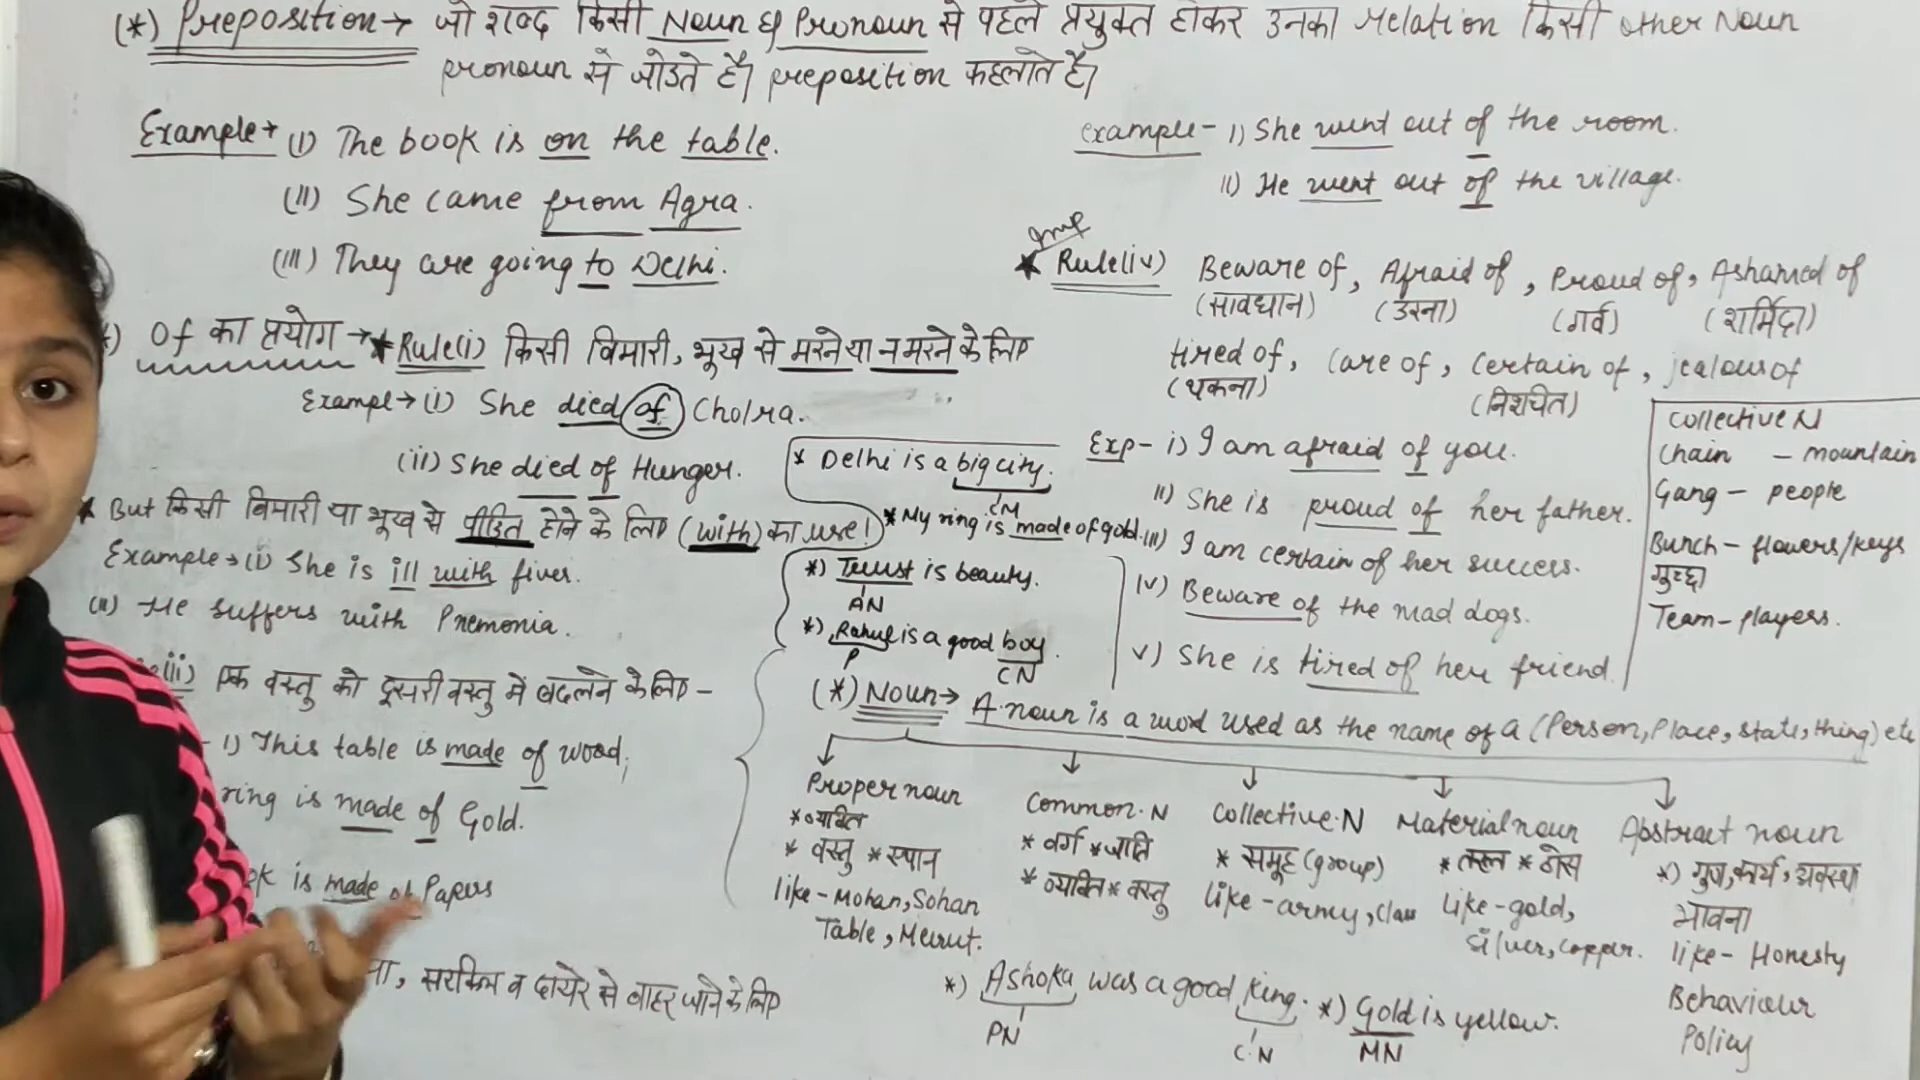 (*) Preposition→ जो शब्द किसी Noun & Pronoun से पहले प्रयुक्त होकर उनका relation किसी other Noun
pronoun से जोडते है। preposition कहलाते है।
Example→ (i) The book is on the table.
(ii) She came from Agra.
(iii) They are going to Delhi.
*) Of का प्रयोग → ★ Rule(i) किसी बिमारी, भूख से मरने या न मरने के लिए
Exampl→ (i) She died of Cholra.
(ii) She died of Hunger.
★ But किसी बिमारी या भूख से पीडित होने के लिए (with) का use!
Example→ (i) She is ill with fiver.
(ii) He suffers with Pnemonia.
(ii) एक वस्तु को दूसरी वस्तु में बदलने के लिए -
1) This table is made of wood,
ring is made of Gold.
is made of Papers
, सरकिल व दायरे से बाहर जाने के लिए
example- i) She went out of the room.
ii) He went out of the village.
Imp
★ Rule(iv) Beware of, Afraid of, Proud of, Ashamed of
(सावधान) (डरना) (गर्व) (शर्मिंदा)
tired of, Care of, Certain of, jealous of
(थकना) (निशचित)
Exp- i) I am afraid of you.
ii) She is proud of her father.
iii) I am certain of her success.
iv) Beware of the mad dogs.
v) She is tired of her friend.
Collective N
Chain - mountain
Gang - people
Bunch - flowers/keys
गुच्छा
Team - players.
* Delhi is a big city.
CM
* My ring is made of gold.
*) Trust is beauty.
AN
*) Rahul is a good boy.
P CN
(*) Noun→ A noun is a word used as the name of a (Person, Place, state, thing) etc
Proper noun
* व्यक्ति
* वस्तु * स्थान
like - Mohan, Sohan
Table, Meerut.
Common. N
* वर्ग * जाति
* व्यक्ति * वस्तु
Collective. N
* समूह (group)
like - army, Class
Material noun
* तरल * ठोस
like - gold,
Silver, Copper.
Abstract noun
*) गुण, कार्य, अवस्था
भावना
like - Honesty
Behaviour
Policy
*) Ashoka was a good king.
PN C.N
*) Gold is yellow.
MN